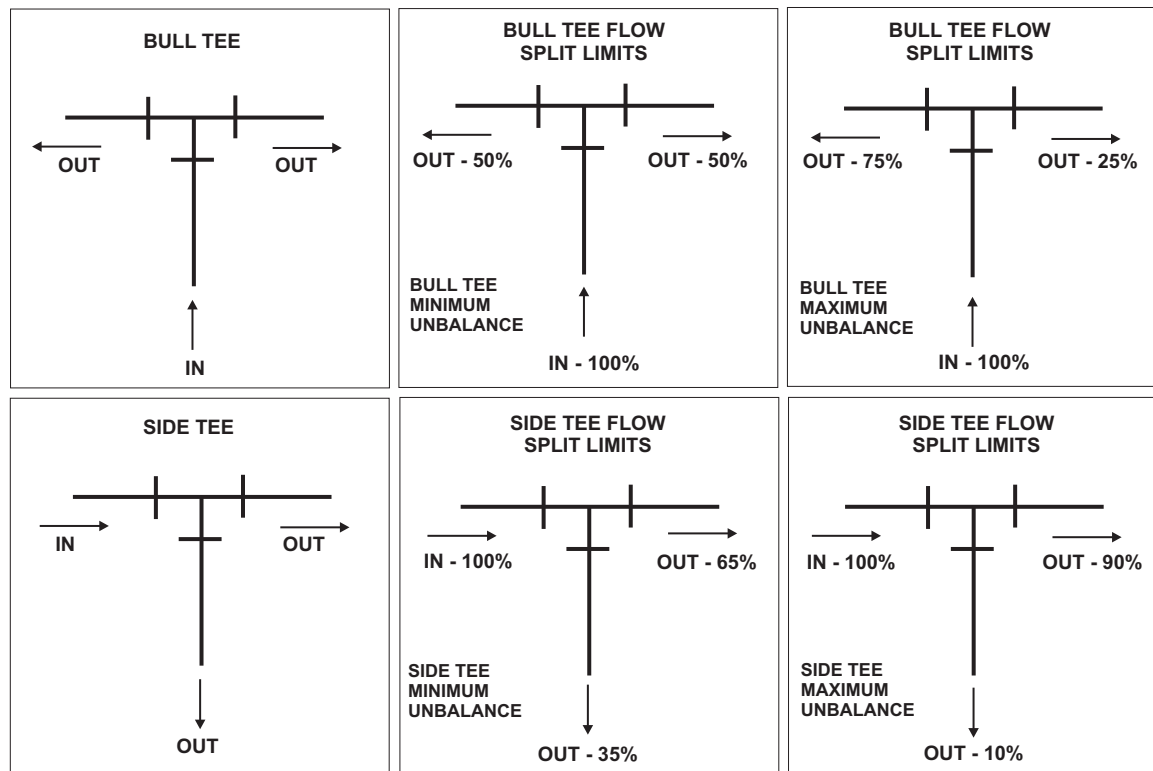 BULL TEE
OUT
OUT
IN
BULL TEE FLOW
SPLIT LIMITS
OUT - 50%
OUT - 50%
BULL TEE
MINIMUM
UNBALANCE
IN - 100%
BULL TEE FLOW
SPLIT LIMITS
OUT - 75%
OUT - 25%
BULL TEE
MAXIMUM
UNBALANCE
IN - 100%
SIDE TEE
IN
OUT
OUT
SIDE TEE FLOW
SPLIT LIMITS
IN - 100%
OUT - 65%
SIDE TEE
MINIMUM
UNBALANCE
OUT - 35%
SIDE TEE FLOW
SPLIT LIMITS
IN - 100%
OUT - 90%
SIDE TEE
MAXIMUM
UNBALANCE
OUT - 10%